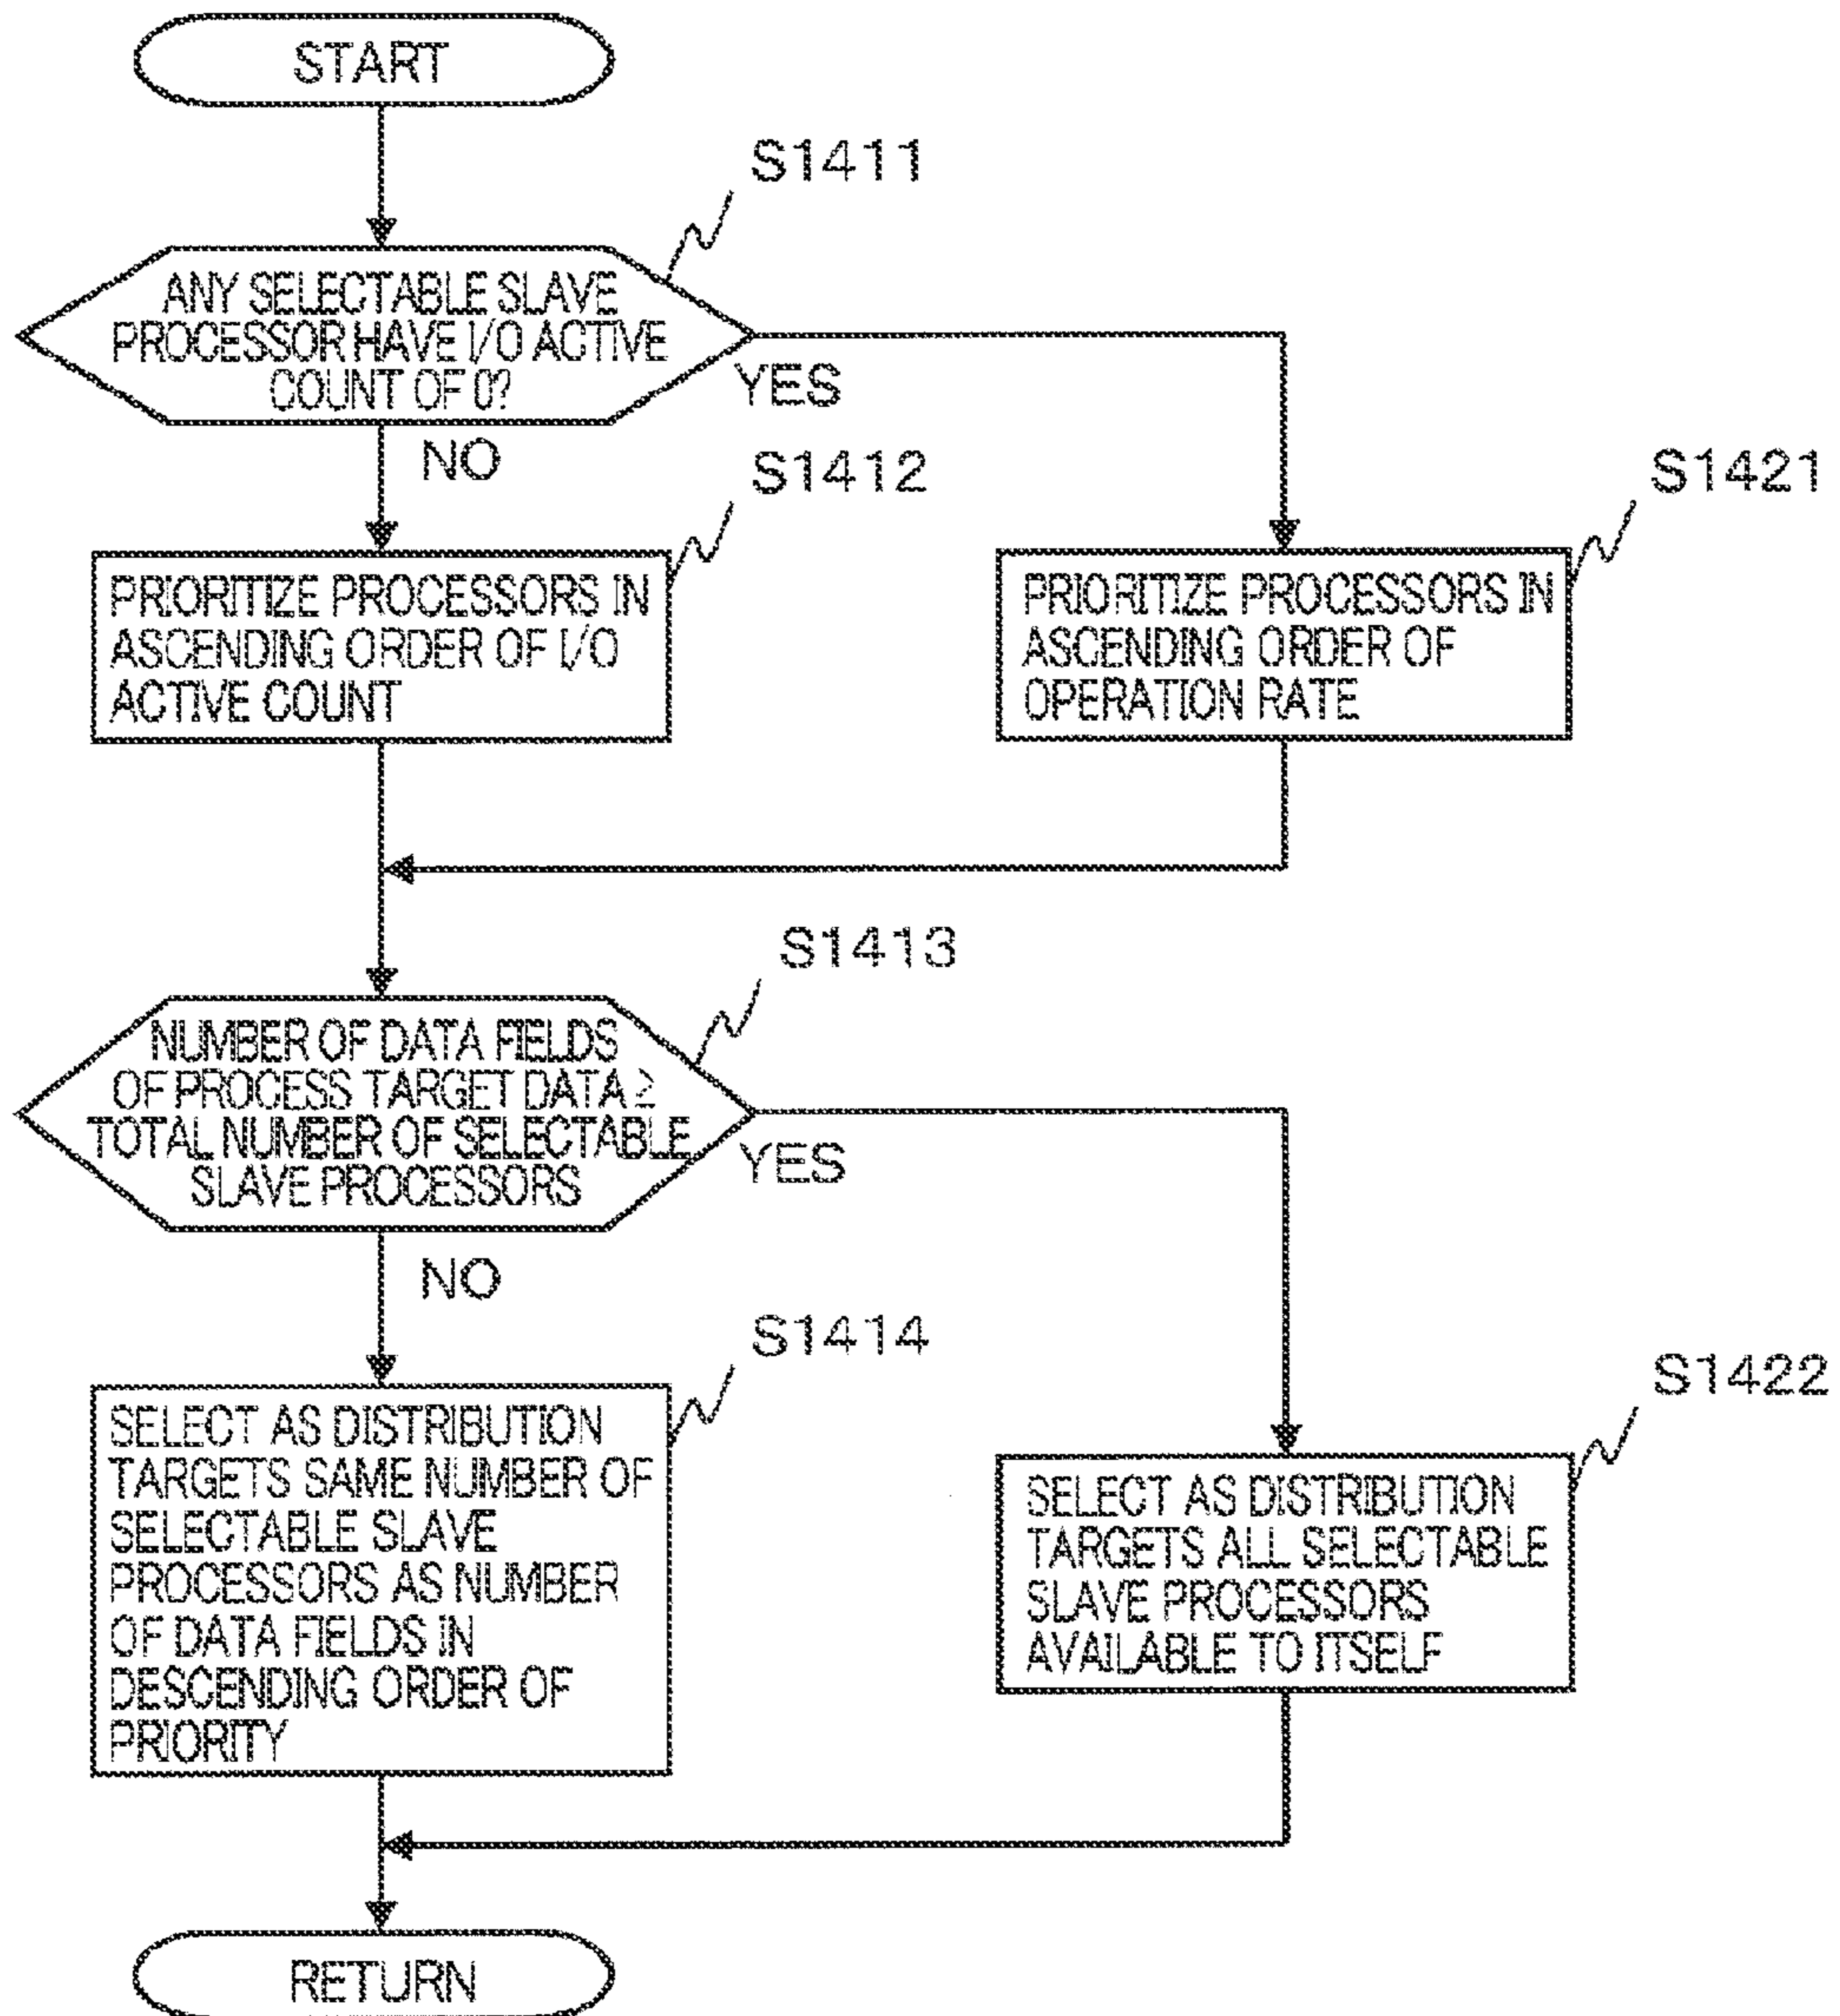 START
S1411
ANY SELECTABLE SLAVE
PROCESSOR HAVE I/O ACTIVE
COUNT OF 0?
YES
NO
S1412
S1421
PRIORITIZE PROCESSORS IN
ASCENDING ORDER OF I/O
ACTIVE COUNT
PRIORITIZE PROCESSORS IN
ASCENDING ORDER OF
OPERATION RATE
S1413
NUMBER OF DATA FIELDS
OF PROCESS TARGET DATA ≥
TOTAL NUMBER OF SELECTABLE
SLAVE PROCESSORS
YES
NO
S1414
S1422
SELECT AS DISTRIBUTION
TARGETS SAME NUMBER OF
SELECTABLE SLAVE
PROCESSORS AS NUMBER
OF DATA FIELDS IN
DESCENDING ORDER OF
PRIORITY
SELECT AS DISTRIBUTION
TARGETS ALL SELECTABLE
SLAVE PROCESSORS
AVAILABLE TO ITSELF
RETURN